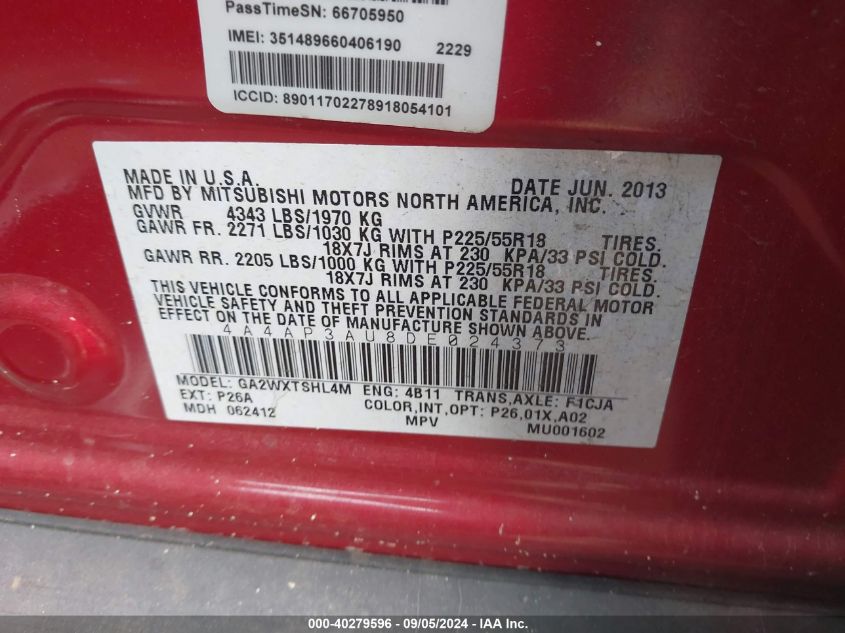 PassTimeSN: 66705950
IMEI: 351489660406190 2229
ICCID: 89011702278918054101
MADE IN U.S.A. DATE JUN. 2013
MFD BY MITSUBISHI MOTORS NORTH AMERICA, INC.
GVWR 4343 LBS/1970 KG
GAWR FR. 2271 LBS/1030 KG WITH P225/55R18 TIRES.
18X7J RIMS AT 230 KPA/33 PSI COLD.
GAWR RR. 2205 LBS/1000 KG WITH P225/55R18 TIRES.
18X7J RIMS AT 230 KPA/33 PSI COLD.
THIS VEHICLE CONFORMS TO ALL APPLICABLE FEDERAL MOTOR
VEHICLE SAFETY AND THEFT PREVENTION STANDARDS IN
EFFECT ON THE DATE OF MANUFACTURE SHOWN ABOVE.
4A4AP3AU8DE024373
MODEL: GA2WXTSHL4M ENG: 4B11 TRANS,AXLE: F1CJA
EXT: P26A COLOR,INT,OPT: P26,01X,A02
MDH 062412 MPV MU001602
000-40279596 - 09/05/2024 - IAA Inc.